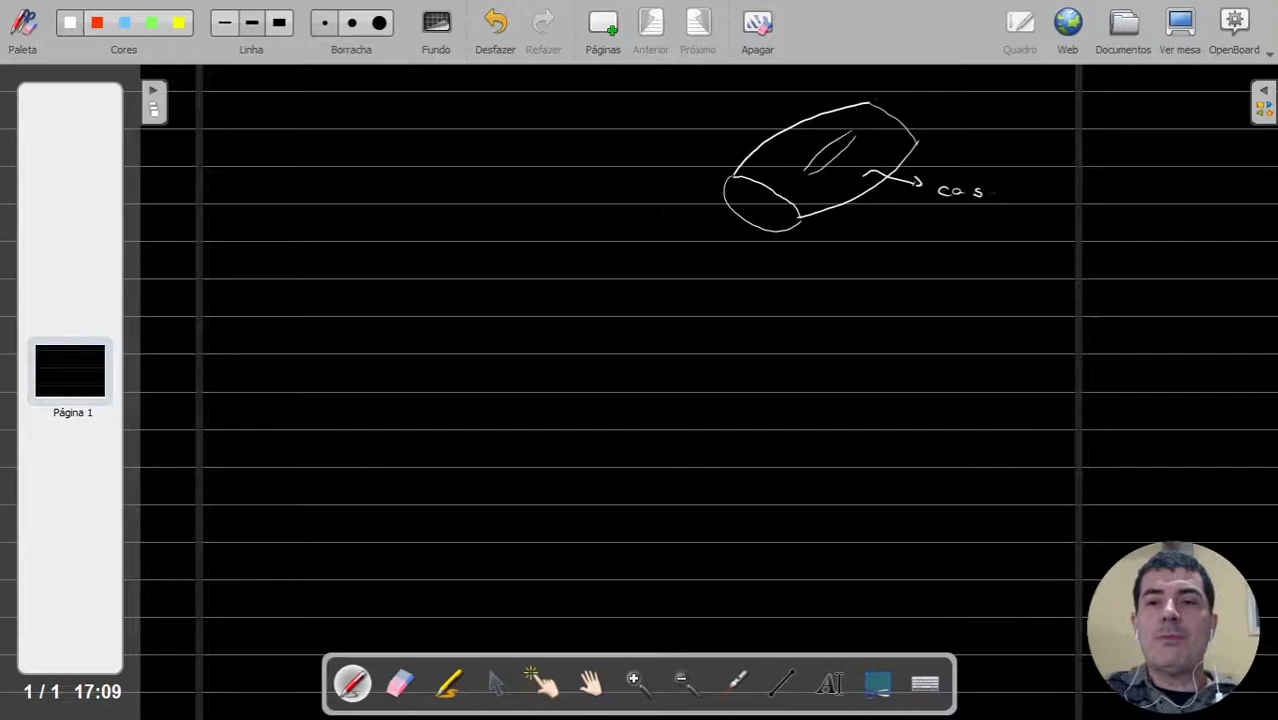 Paleta
Cores
Linha
Borracha
Fundo
Desfazer
Refazer
Páginas
Anterior
Próximo
Apagar
Quadro
Web
Documentos
Ver mesa
OpenBoard
cas
Página 1
1 / 1 17:09
AI